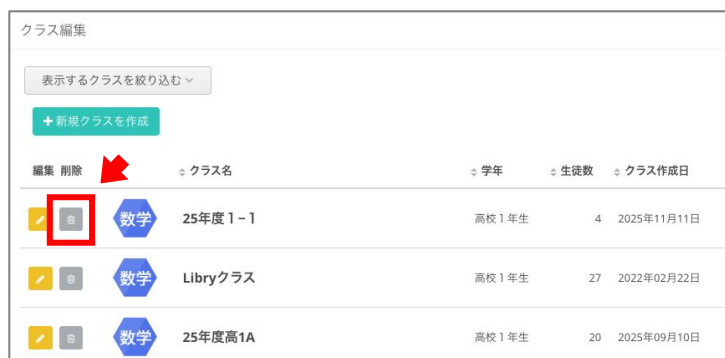 クラス編集
表示するクラスを絞り込む
+新規クラスを作成
編集 削除 クラス名 学年 生徒数 クラス作成日
数学 25年度1-1 高校1年生 4 2025年11月11日
数学 Libryクラス 高校1年生 27 2022年02月22日
数学 25年度高1A 高校1年生 20 2025年09月10日